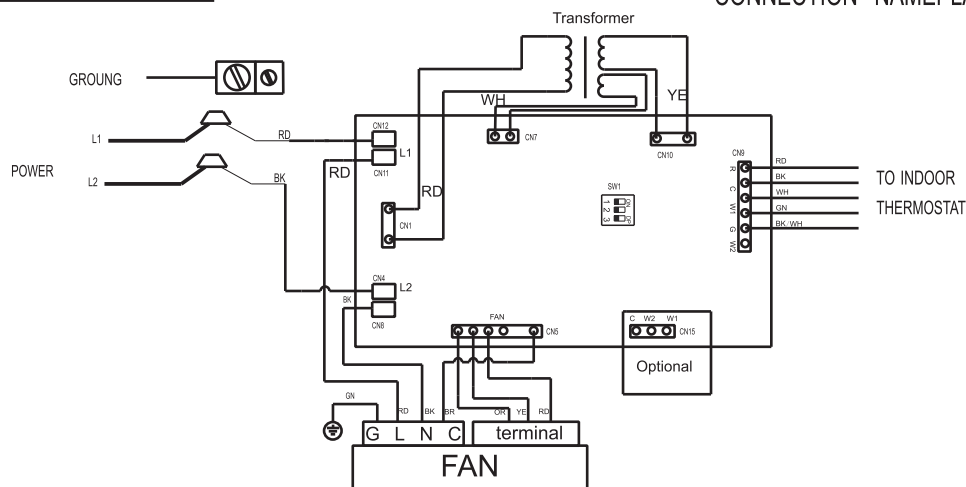 CONNECTION NAMEPLA
Transformer
GROUNG
WH
YE
L1
RD
CN12
CN7
CN10
CN9
L1
CN11
POWER
L2
BK
RD
RD
SW1
R
RD
C
BK
TO INDOOR
WH
W1
GN
THERMOSTAT
G
BK/WH
W2
1
2
3
ON
CN1
CN4
L2
BK
CN8
FAN
CN5
C W2 W1
CN15
Optional
GN
RD
BK
BR
OR
YE
RD
G L N C
terminal
FAN